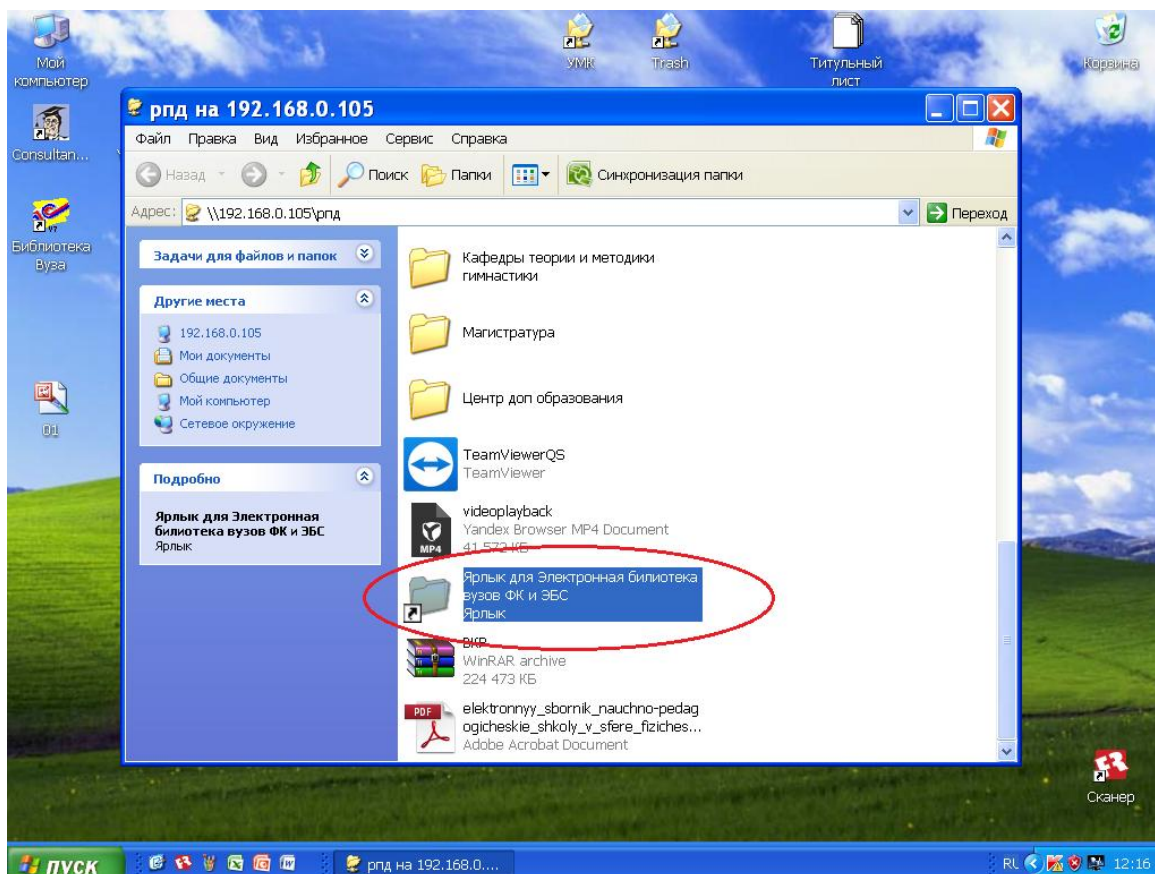 Мой
компьютер
УМК
Trash
Титульный
лист
Корзина
Consultan...
Библиотека
Вуза
01
рпд на 192.168.0.105
Файл Правка Вид Избранное Сервис Справка
Назад
Поиск
Папки
Синхронизация папки
Адрес:
\\192.168.0.105\рпд
Переход
Задачи для файлов и папок
Другие места
192.168.0.105
Мои документы
Общие документы
Мой компьютер
Сетевое окружение
Подробно
Ярлык для Электронная
билиотека вузов ФК и ЭБС
Ярлык
Кафедры теории и методики
гимнастики
Магистратура
Центр доп образования
TeamViewerQS
TeamViewer
videoplayback
Yandex Browser MP4 Document
41 572 КБ
MP4
Ярлык для Электронная билиотека
вузов ФК и ЭБС
Ярлык
ВКР
WinRAR archive
224 473 КБ
PDF
elektronnyy_sbornik_nauchno-pedag
ogicheskie_shkoly_v_sfere_fiziches...
Adobe Acrobat Document
Сканер
пуск
рпд на 192.168.0....
RU
12:16